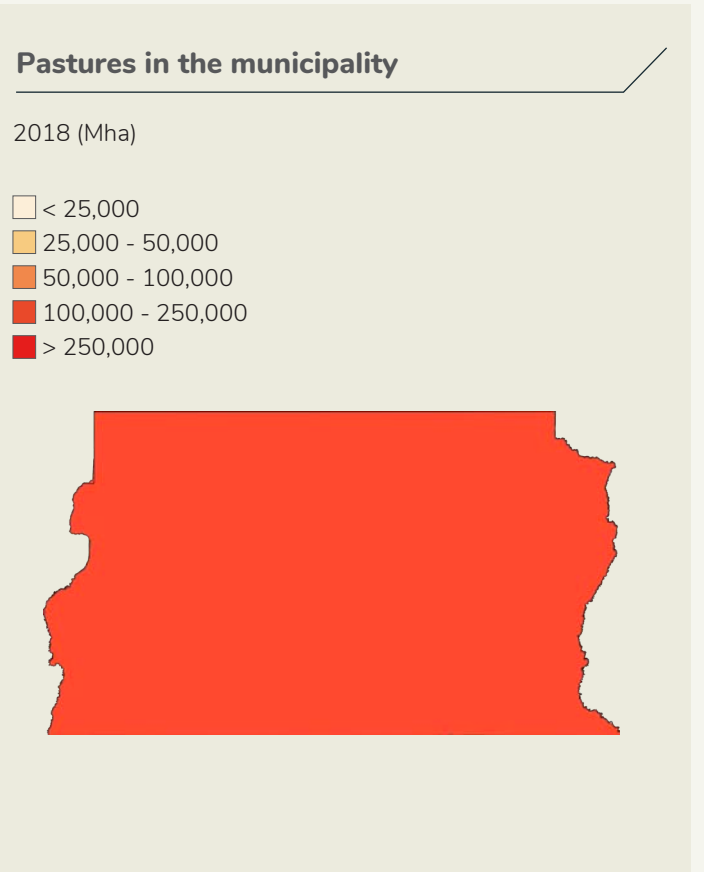 Pastures in the municipality
2018 (Mha)
< 25,000
25,000 - 50,000
50,000 - 100,000
100,000 - 250,000
> 250,000